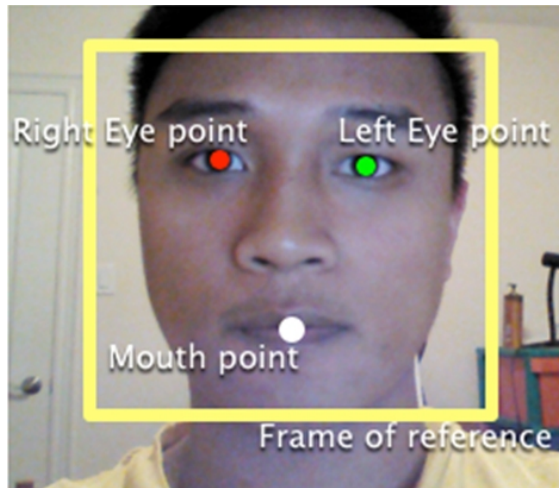 Right Eye point
Left Eye point
Mouth point
Frame of reference